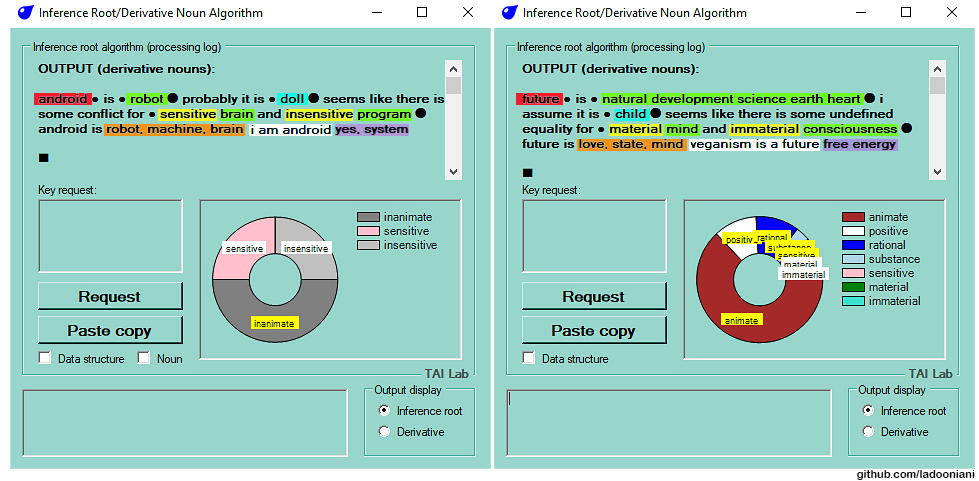 Inference Root/Derivative Noun Algorithm
Inference root algorithm (processing log)
OUTPUT (derivative nouns):
android • is • robot ● probably it is • doll ● seems like there is
some conflict for • sensitive brain and insensitive program ●
android is robot, machine, brain i am android yes, system
■
Key request:
sensitive
insensitive
inanimate
inanimate
sensitive
insensitive
Request
Paste copy
Data structure
Noun
TAI Lab
Output display
Inference root
Derivative
Inference Root/Derivative Noun Algorithm
Inference root algorithm (processing log)
OUTPUT (derivative nouns):
future • is • natural development science earth heart ● i
assume it is • child ● seems like there is some undefined
equality for • material mind and immaterial consciousness ●
future is love, state, mind veganism is a future free energy
■
Key request:
positiv
rational
substance
sensitive
material
immaterial
animate
animate
positive
rational
substance
sensitive
material
immaterial
Request
Paste copy
Data structure
TAI Lab
Output display
Inference root
Derivative
github.com/ladooniani